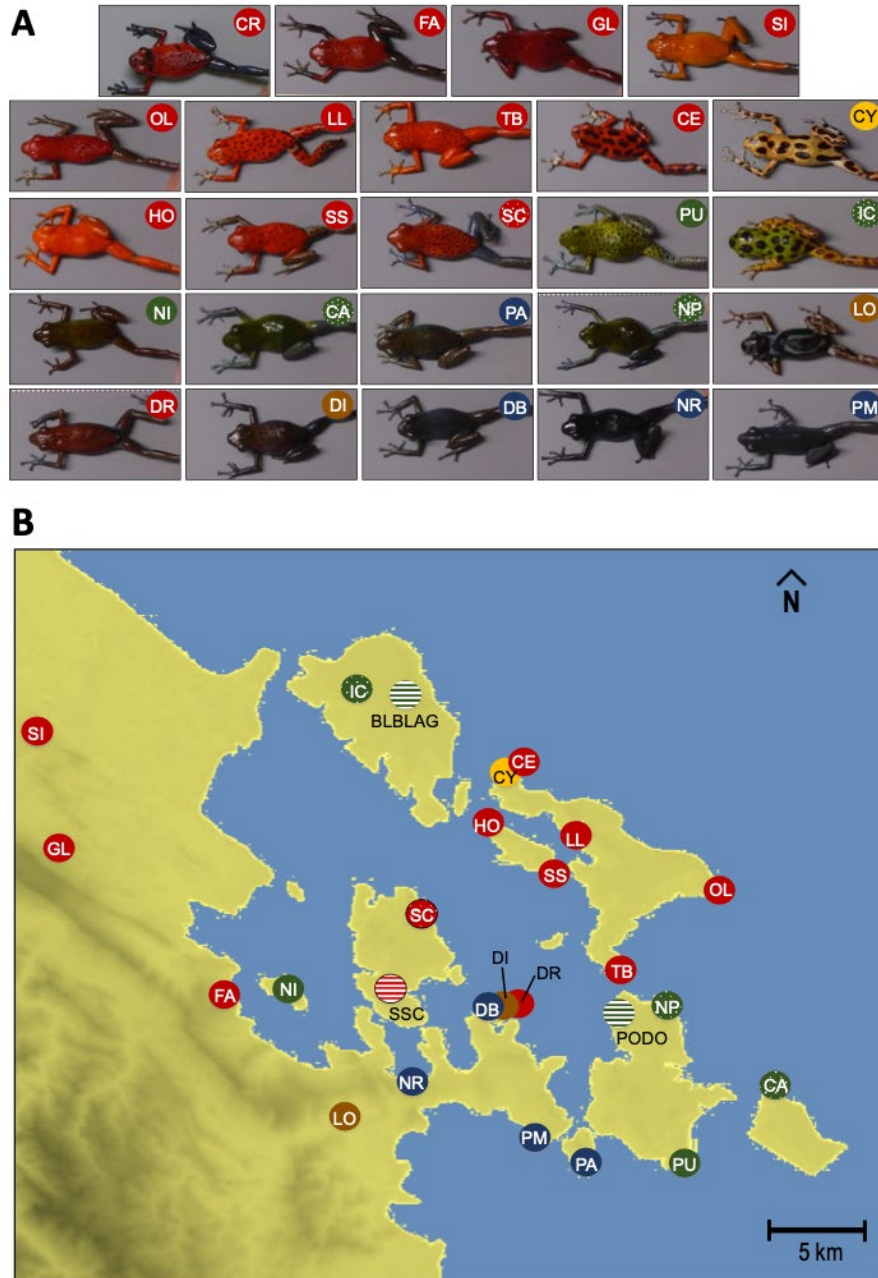 A
CR FA GL SI
OL LL TB CE CY
HO SS SC PU IC
NI CA PA NP LO
DR DI DB NR PM
B
N
IC
BLBLAG
SI
CE
CY
HO
LL
GL
SS
OL
SC
DI
TB
DR
FA
NI
SSC
DB
NP
PODO
NR
CA
LO
PM
PA
PU
5 km